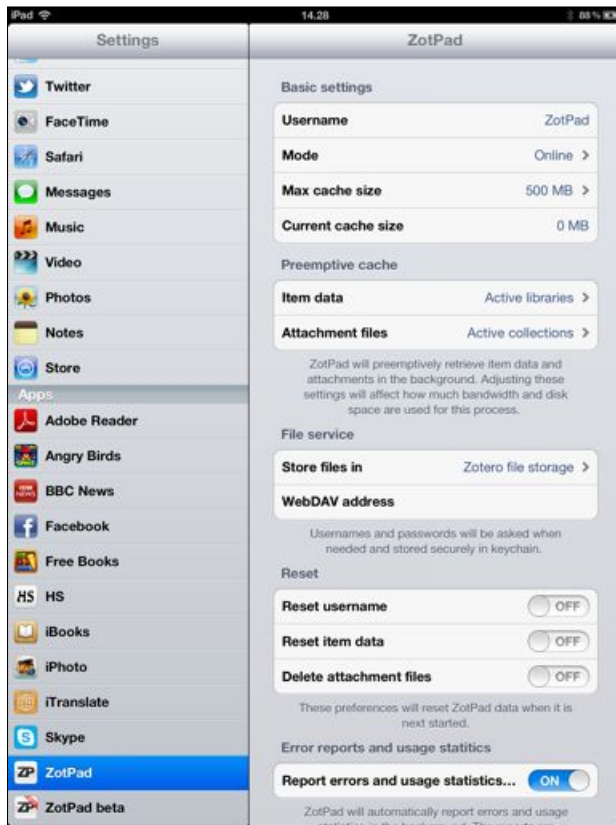 iPad
14.28
88%
Settings
Twitter
FaceTime
Safari
Messages
Music
Video
Photos
Notes
Store
Apps
Adobe Reader
Angry Birds
BBC News
Facebook
Free Books
HS HS
iBooks
iPhoto
iTranslate
Skype
ZP ZotPad
ZP ZotPad beta
ZotPad
Basic settings
Username ZotPad
Mode Online >
Max cache size 500 MB >
Current cache size 0 MB
Preemptive cache
Item data Active libraries >
Attachment files Active collections >
ZotPad will preemptively retrieve item data and
attachments in the background. Adjusting these
settings will affect how much bandwidth and disk
space are used for this process.
File service
Store files in Zotero file storage >
WebDAV address
Usernames and passwords will be asked when
needed and stored securely in keychain.
Reset
Reset username OFF
Reset item data OFF
Delete attachment files OFF
These preferences will reset ZotPad data when it is
next started.
Error reports and usage statitics
Report errors and usage statistics... ON
ZotPad will automatically report errors and usage